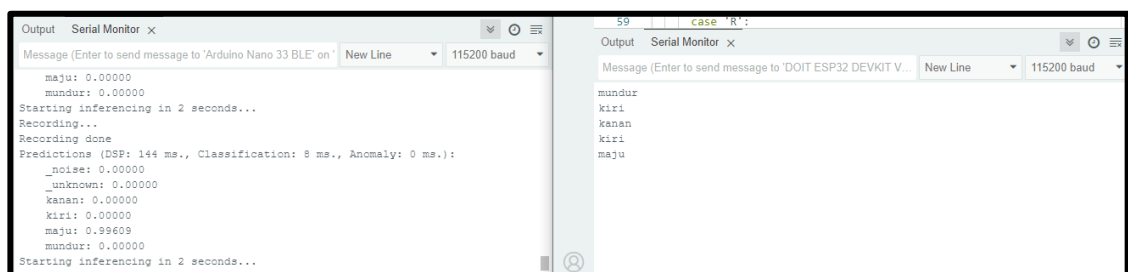 Output Serial Monitor ×
Message (Enter to send message to 'Arduino Nano 33 BLE' on ' New Line 115200 baud
maju: 0.00000
mundur: 0.00000
Starting inferencing in 2 seconds...
Recording...
Recording done
Predictions (DSP: 144 ms., Classification: 8 ms., Anomaly: 0 ms.):
_noise: 0.00000
_unknown: 0.00000
kanan: 0.00000
kiri: 0.00000
maju: 0.99609
mundur: 0.00000
Starting inferencing in 2 seconds...
59 case 'R':
Output Serial Monitor ×
Message (Enter to send message to 'DOIT ESP32 DEVKIT V... New Line 115200 baud
mundur
kiri
kanan
kiri
maju